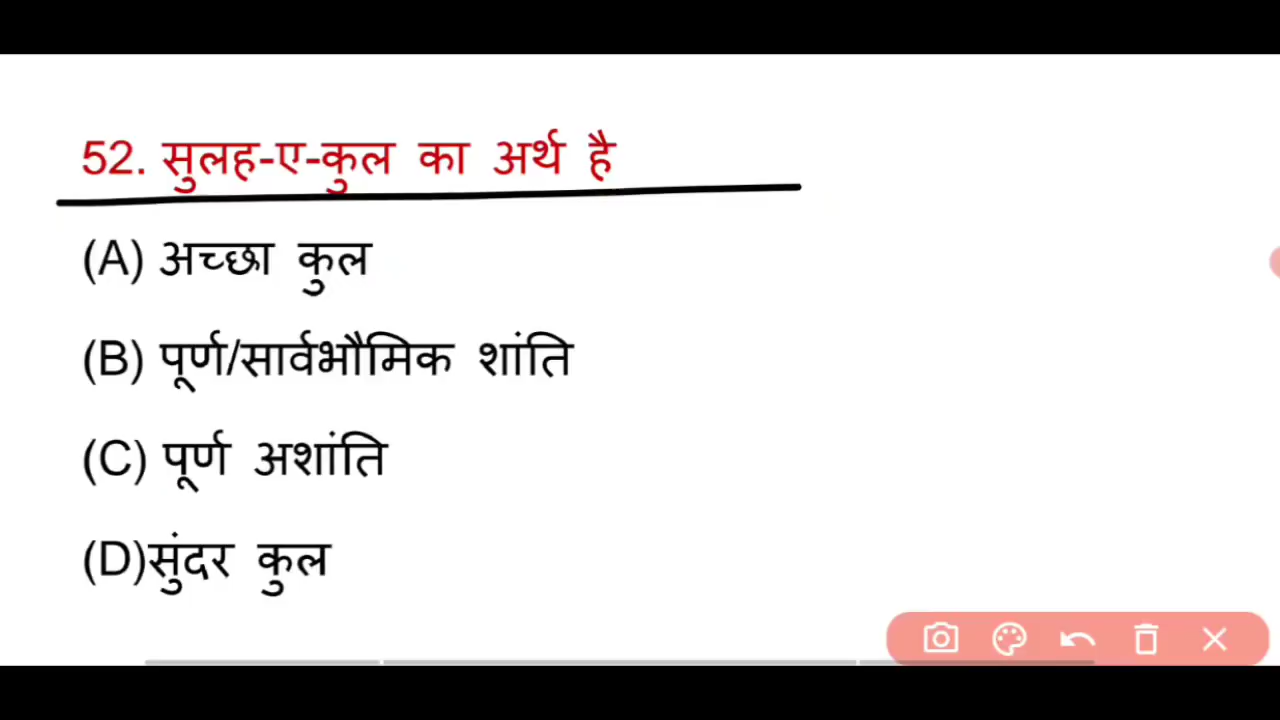 52. सुलह-ए-कुल का अर्थ है
(A) अच्छा कुल
(B) पूर्ण/सार्वभौमिक शांति
(C) पूर्ण अशांति
(D)सुंदर कुल